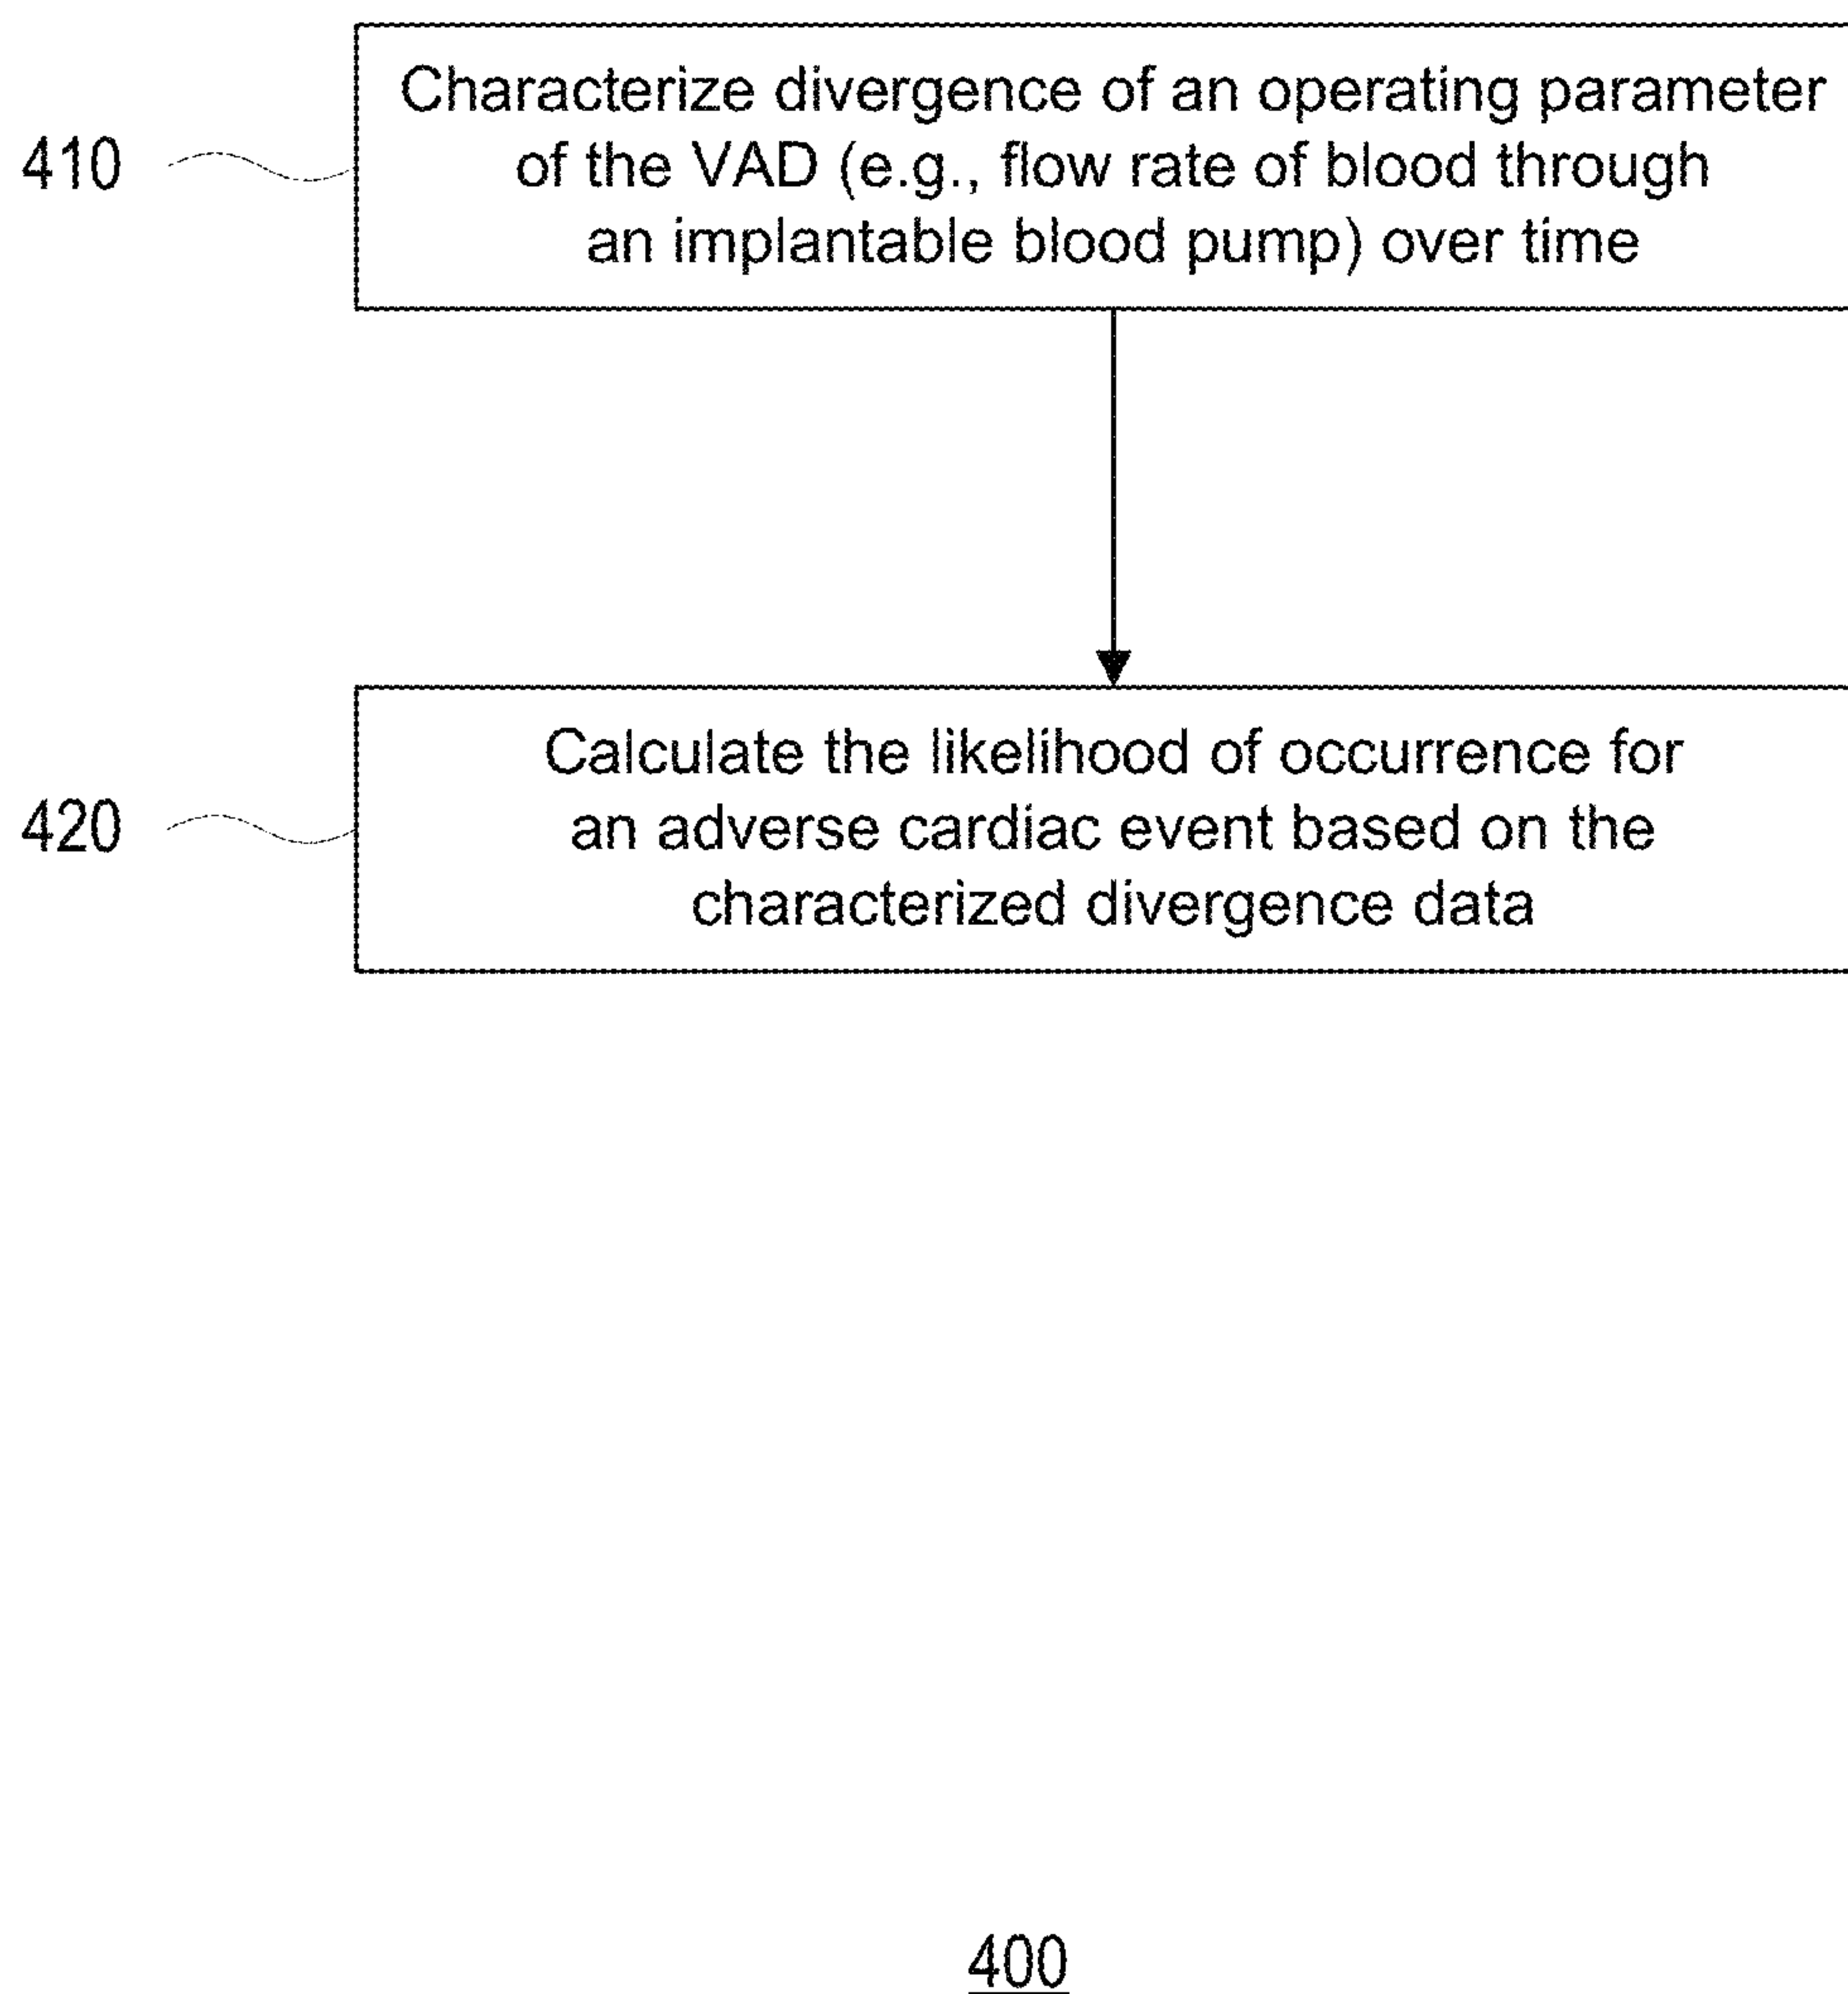 Characterize divergence of an operating parameter
410
of the VAD (e.g., flow rate of blood through
an implantable blood pump) over time
Calculate the likelihood of occurrence for
420
an adverse cardiac event based on the
characterized divergence data
400